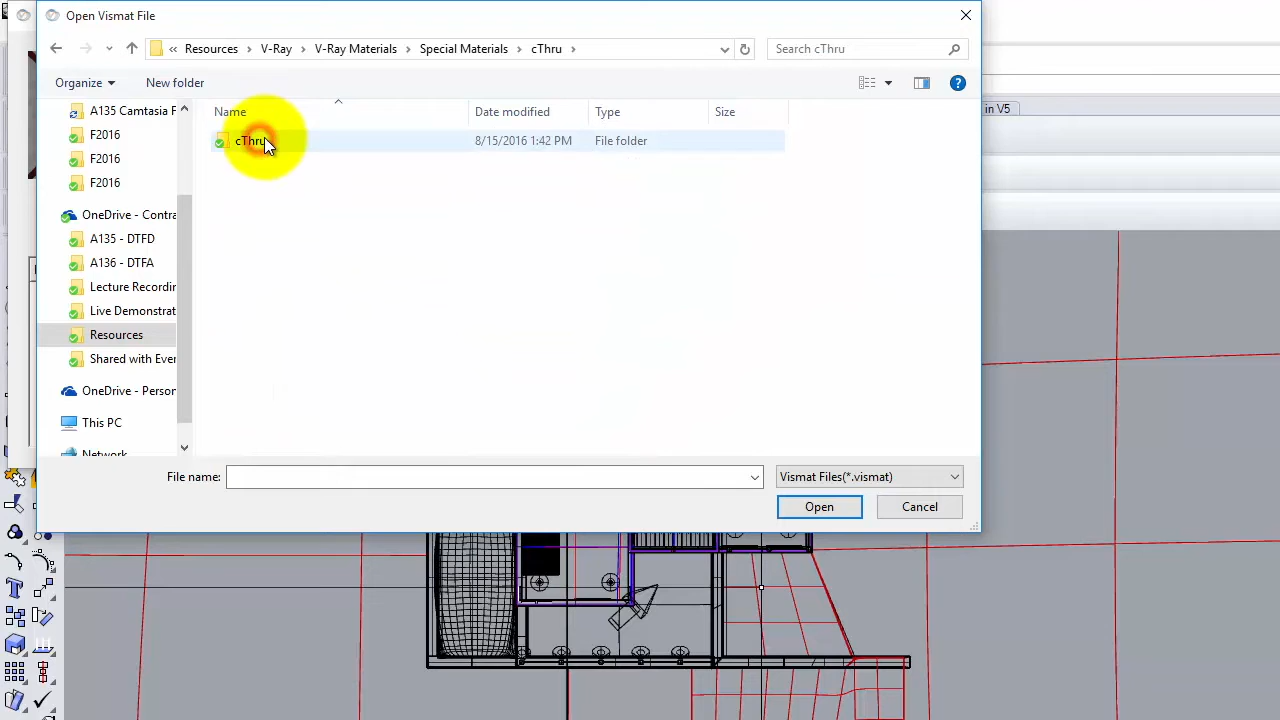 Open Vismat File
Resources V-Ray V-Ray Materials Special Materials cThru
Search cThru
Organize New folder
in V5
Name Date modified Type Size
cThru 8/15/2016 1:42 PM File folder
A135 Camtasia F
F2016
F2016
F2016
OneDrive - Contra
A135 - DTFD
A136 - DTFA
Lecture Recordin
Live Demonstrat
Resources
Shared with Ever
OneDrive - Person
This PC
Network
File name: Vismat Files(*.vismat)
Open Cancel